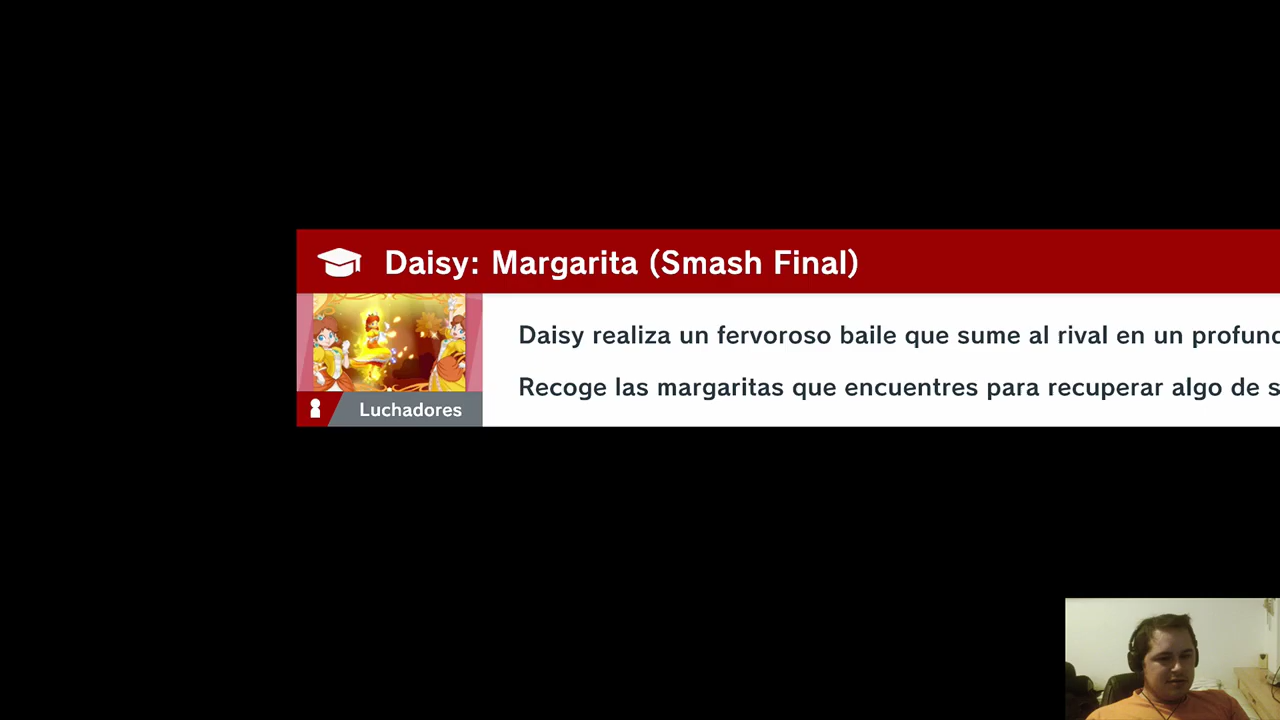 Daisy: Margarita (Smash Final)
Daisy realiza un fervoroso baile que sume al rival en un
Recoge las margaritas que encuentres para recuperar algo de
Luchadores